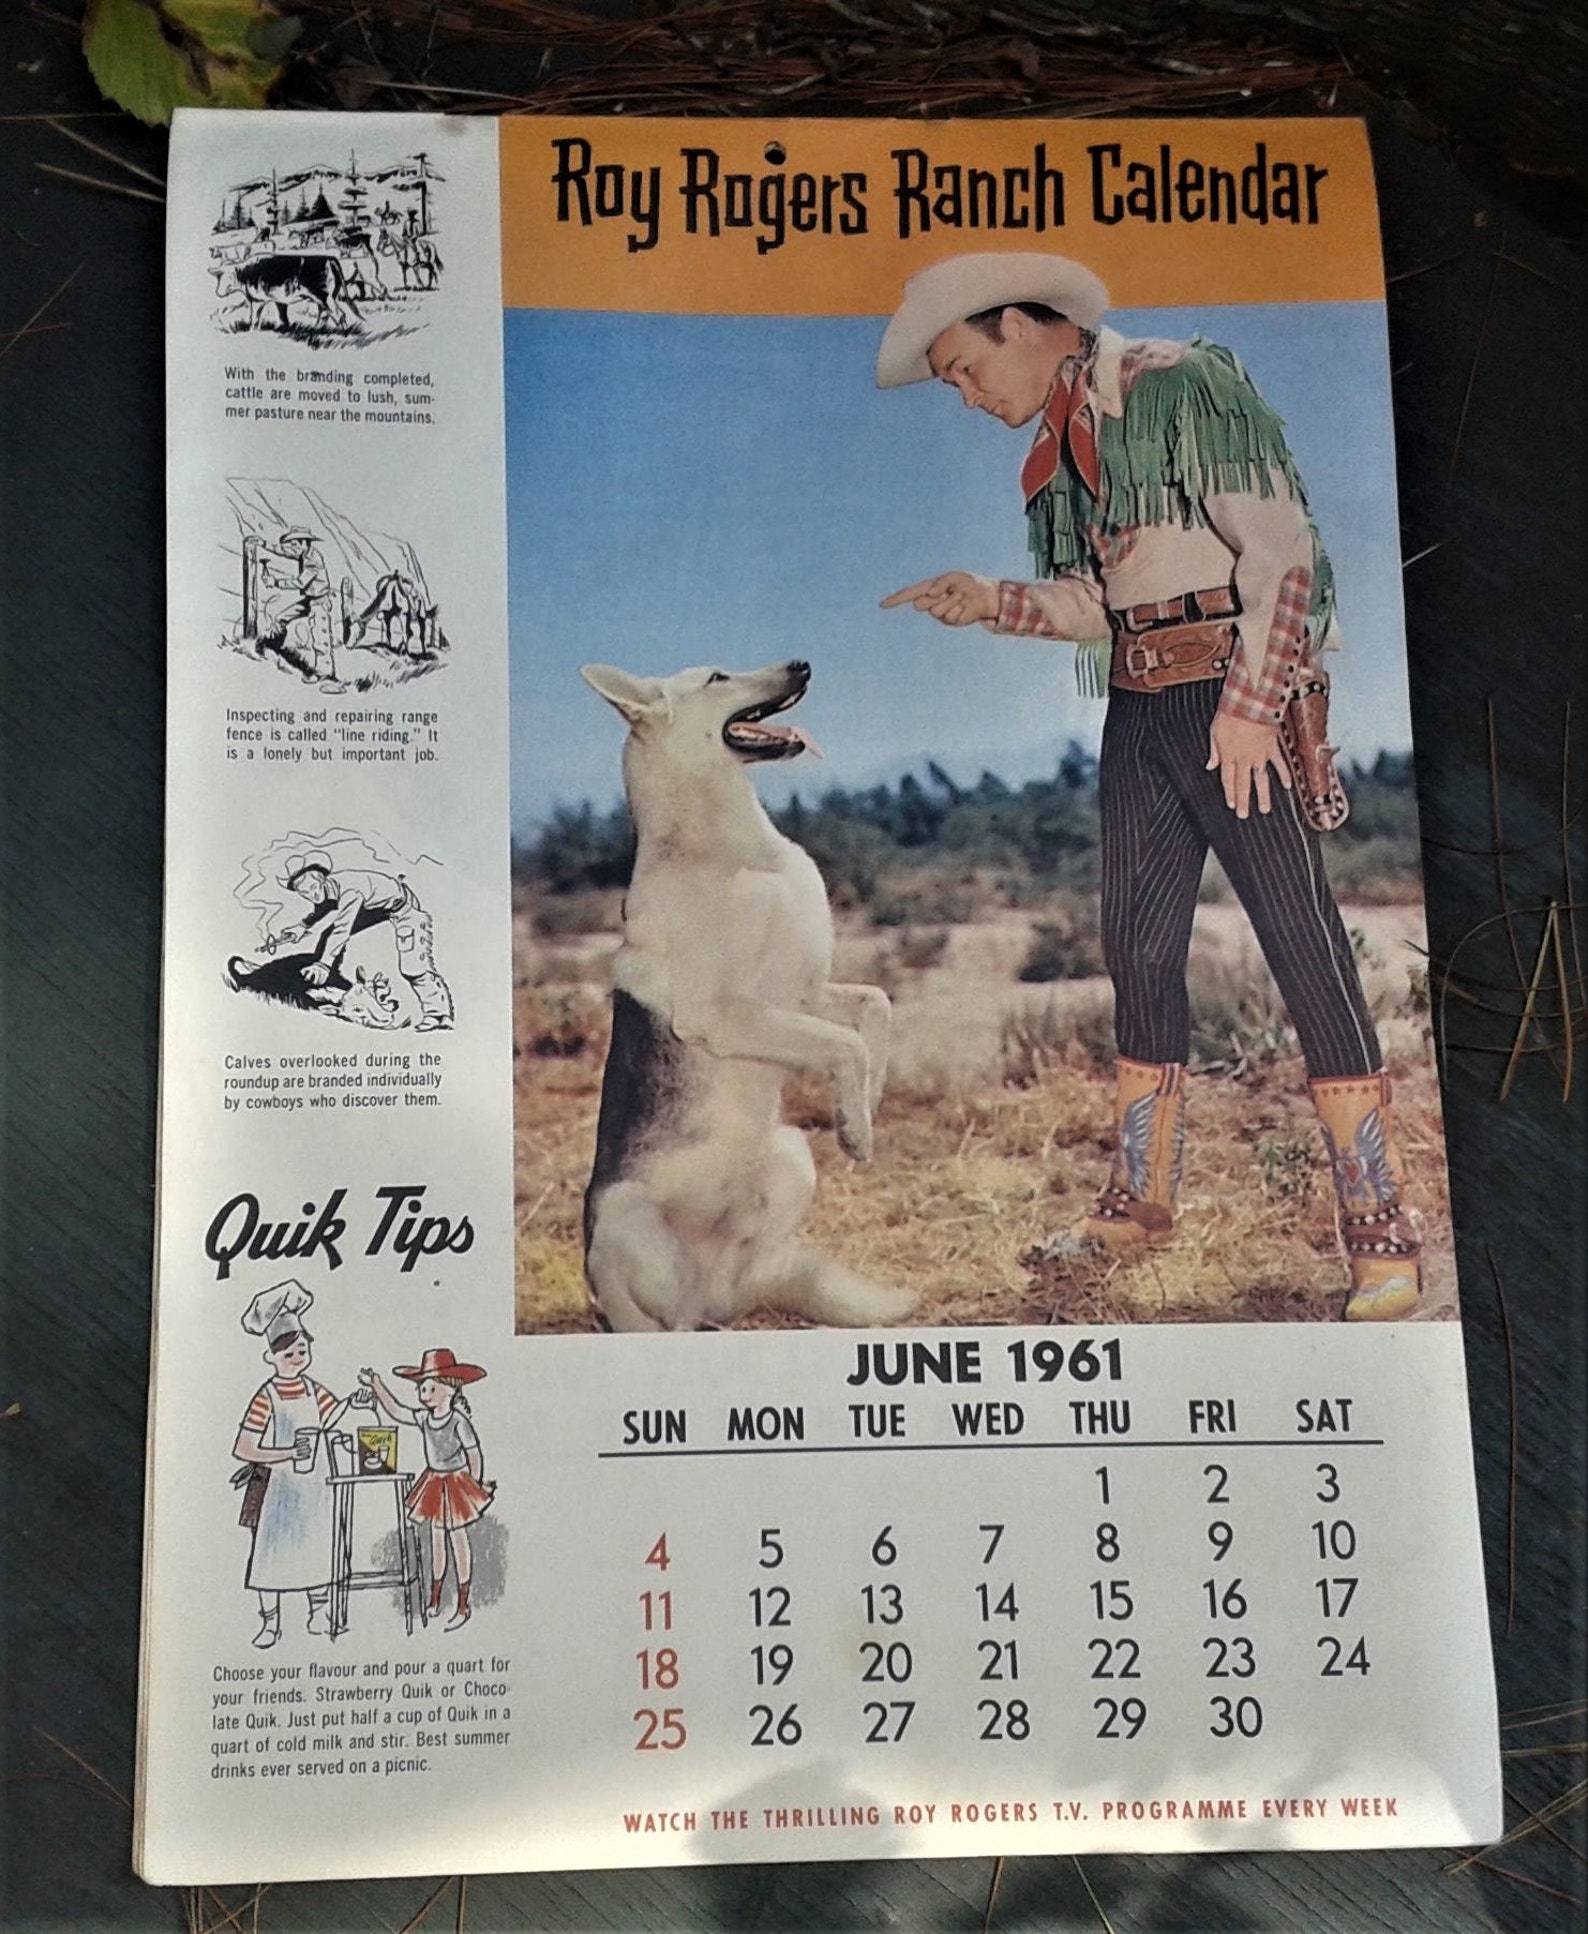 Roy Rogers Ranch Calendar
With the branding completed,
cattle are moved to lush, sum-
mer pasture near the mountains.
Inspecting and repairing range
fence is called "line riding." It
is a lonely but important job.
Calves overlooked during the
roundup are branded individually
by cowboys who discover them.
Quik Tips
Quik
Choose your flavour and pour a quart for
your friends. Strawberry Quik or Choco-
late Quik. Just put half a cup of Quik in a
quart of cold milk and stir. Best summer
drinks ever served on a picnic.
JUNE 1961
SUN MON TUE WED THU FRI SAT
1 2 3
4 5 6 7 8 9 10
11 12 13 14 15 16 17
18 19 20 21 22 23 24
25 26 27 28 29 30
WATCH THE THRILLING ROY ROGERS T.V. PROGRAMME EVERY WEEK